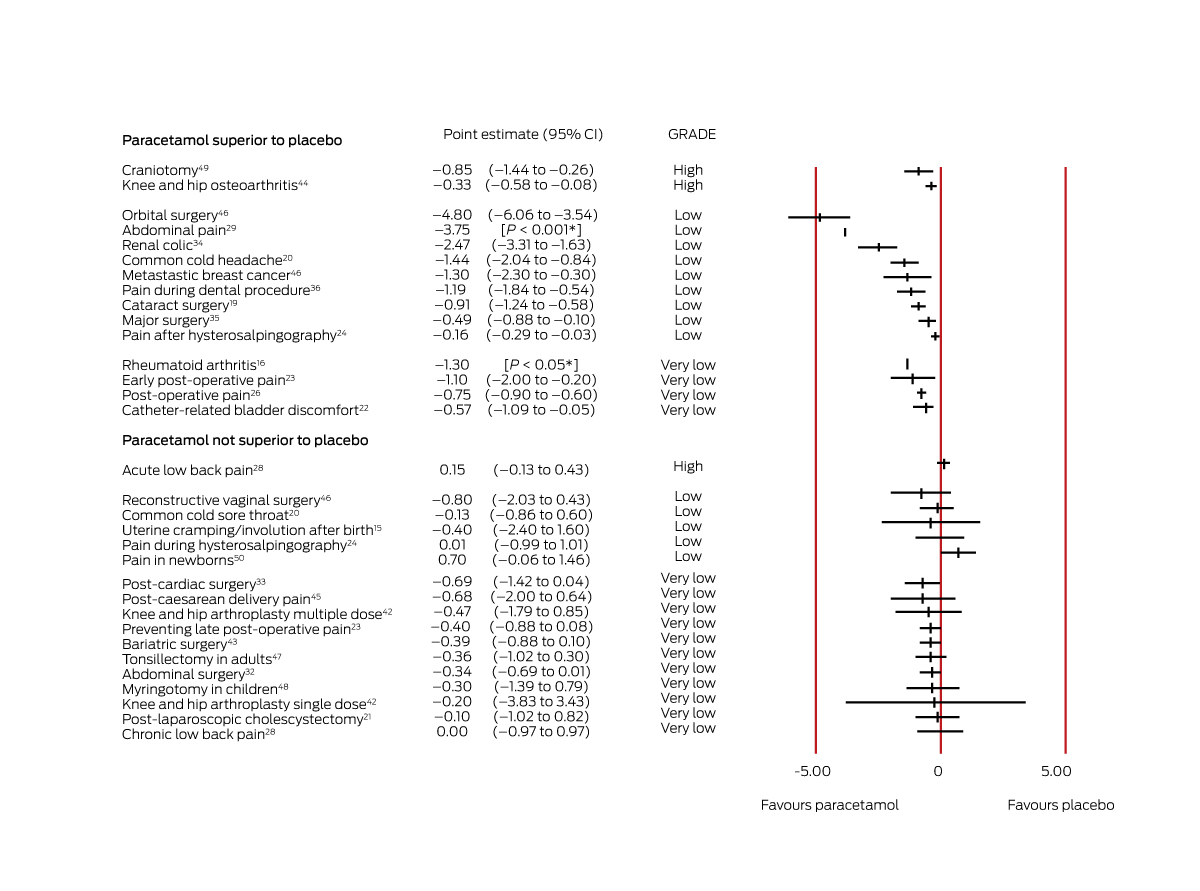 Paracetamol superior to placebo Point estimate (95% CI) GRADE
Craniotomy⁴⁹ −0.85 (−1.44 to −0.26) High
Knee and hip osteoarthritis⁴⁴ −0.33 (−0.58 to −0.08) High
Orbital surgery⁴⁶ −4.80 (−6.06 to −3.54) Low
Abdominal pain²⁹ −3.75 [P < 0.001*] Low
Renal colic³⁴ −2.47 (−3.31 to −1.63) Low
Common cold headache²⁰ −1.44 (−2.04 to −0.84) Low
Metastastic breast cancer⁴⁶ −1.30 (−2.30 to −0.30) Low
Pain during dental procedure³⁶ −1.19 (−1.84 to −0.54) Low
Cataract surgery¹⁹ −0.91 (−1.24 to −0.58) Low
Major surgery³⁵ −0.49 (−0.88 to −0.10) Low
Pain after hysterosalpingography²⁴ −0.16 (−0.29 to −0.03) Low
Rheumatoid arthritis¹⁶ −1.30 [P < 0.05*] Very low
Early post-operative pain²³ −1.10 (−2.00 to −0.20) Very low
Post-operative pain²⁶ −0.75 (−0.90 to −0.60) Very low
Catheter-related bladder discomfort²² −0.57 (−1.09 to −0.05) Very low
Paracetamol not superior to placebo
Acute low back pain²⁸ 0.15 (−0.13 to 0.43) High
Reconstructive vaginal surgery⁴⁶ −0.80 (−2.03 to 0.43) Low
Common cold sore throat²⁰ −0.13 (−0.86 to 0.60) Low
Uterine cramping/involution after birth¹⁵ −0.40 (−2.40 to 1.60) Low
Pain during hysterosalpingography²⁴ 0.01 (−0.99 to 1.01) Low
Pain in newborns⁵⁰ 0.70 (−0.06 to 1.46) Low
Post-cardiac surgery³³ −0.69 (−1.42 to 0.04) Very low
Post-caesarean delivery pain⁴⁵ −0.68 (−2.00 to 0.64) Very low
Knee and hip arthroplasty multiple dose⁴² −0.47 (−1.79 to 0.85) Very low
Preventing late post-operative pain²³ −0.40 (−0.88 to 0.08) Very low
Bariatric surgery⁴³ −0.39 (−0.88 to 0.10) Very low
Tonsillectomy in adults⁴⁷ −0.36 (−1.02 to 0.30) Very low
Abdominal surgery³² −0.34 (−0.69 to 0.01) Very low
Myringotomy in children⁴⁸ −0.30 (−1.39 to 0.79) Very low
Knee and hip arthroplasty single dose⁴² −0.20 (−3.83 to 3.43) Very low
Post-laparoscopic cholescystectomy²¹ −0.10 (−1.02 to 0.82) Very low
Chronic low back pain²⁸ 0.00 (−0.97 to 0.97) Very low
-5.00 0 5.00
Favours paracetamol Favours placebo